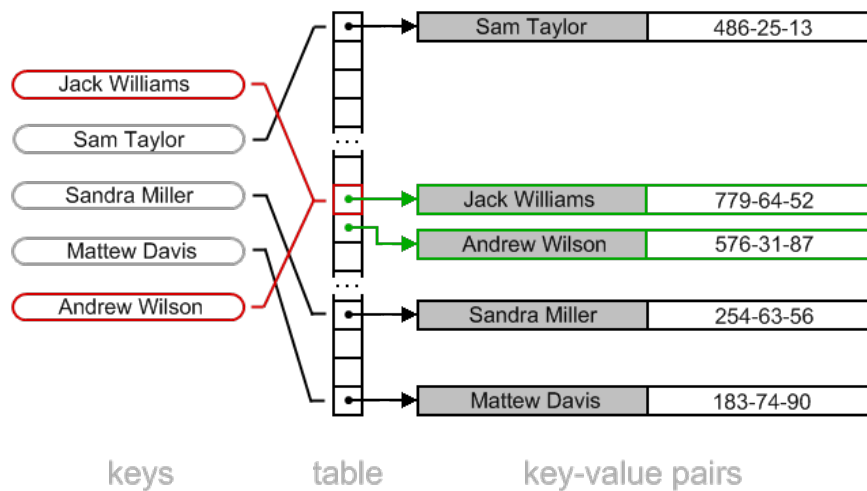 Sam Taylor 486-25-13
Jack Williams
Sam Taylor
...
Sandra Miller
Jack Williams 779-64-52
Mattew Davis
Andrew Wilson 576-31-87
...
Andrew Wilson
Sandra Miller 254-63-56
Mattew Davis 183-74-90
keys table key-value pairs